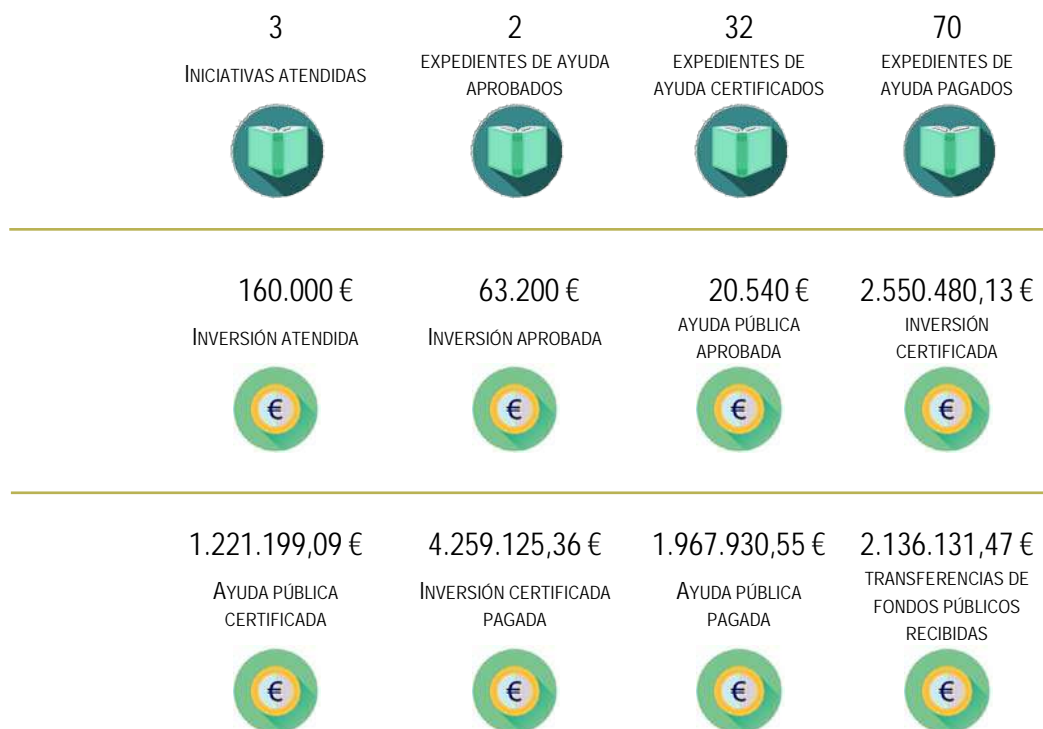 3
INICIATIVAS ATENDIDAS
2
EXPEDIENTES DE AYUDA
APROBADOS
32
EXPEDIENTES DE
AYUDA CERTIFICADOS
70
EXPEDIENTES DE
AYUDA PAGADOS
160.000 €
INVERSIÓN ATENDIDA
€
63.200 €
INVERSIÓN APROBADA
€
20.540 €
AYUDA PÚBLICA
APROBADA
€
2.550.480,13 €
INVERSIÓN
CERTIFICADA
€
1.221.199,09 €
AYUDA PÚBLICA
CERTIFICADA
€
4.259.125,36 €
INVERSIÓN CERTIFICADA
PAGADA
€
1.967.930,55 €
AYUDA PÚBLICA
PAGADA
€
2.136.131,47 €
TRANSFERENCIAS DE
FONDOS PÚBLICOS
RECIBIDAS
€